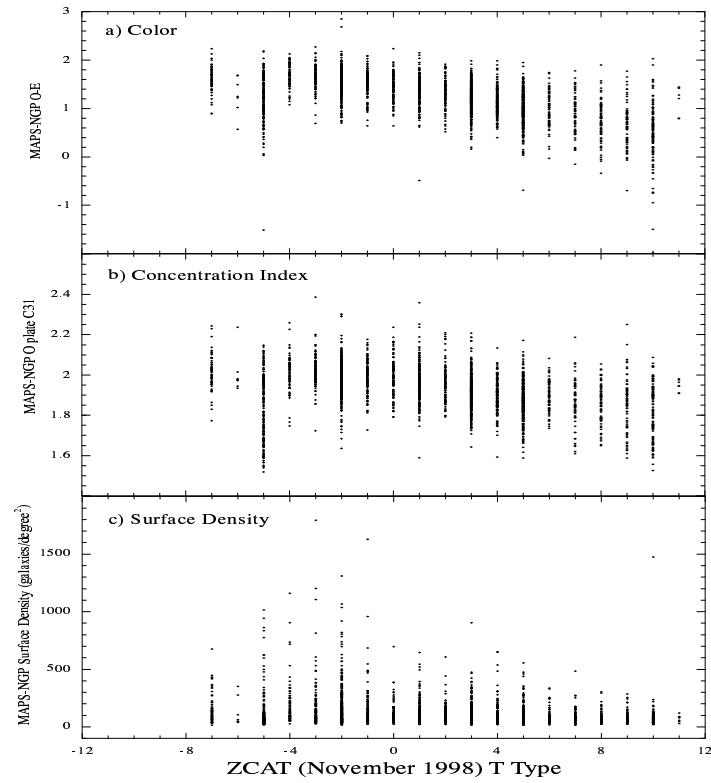 a) Color
MAPS-NGP O-E
3
2
1
0
-1
b) Concentration Index
MAPS-NGP O plate C31
2.4
2.2
2
1.8
1.6
c) Surface Density
MAPS-NGP Surface Density (galaxies/degree²)
1500
1000
500
0
-12 -8 -4 0 4 8 12
ZCAT (November 1998) T Type